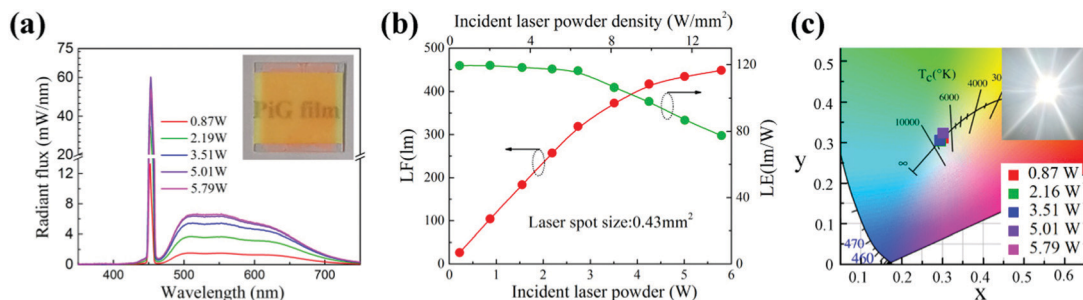 (a)
Radiant flux (mW/nm)
75
60
45
30
20
12
8
4
0
400
500
600
700
Wavelength (nm)
0.87W
2.19W
3.51W
5.01W
5.79W
PiG film
(b)
Incident laser powder density (W/mm²)
0
4
8
12
LF(lm)
500
400
300
200
100
0
LE(lm/W)
120
80
40
0
Laser spot size:0.43mm²
0
1
2
3
4
5
6
Incident laser powder (W)
(c)
y
0.5
0.4
0.3
0.2
0.1
0
Tc(°K)
∞
10000
6000
4000
470
460
0.1
0.2
0.3
0.4
0.5
0.6
X
0.87 W
2.16 W
3.51 W
5.01 W
5.79 W